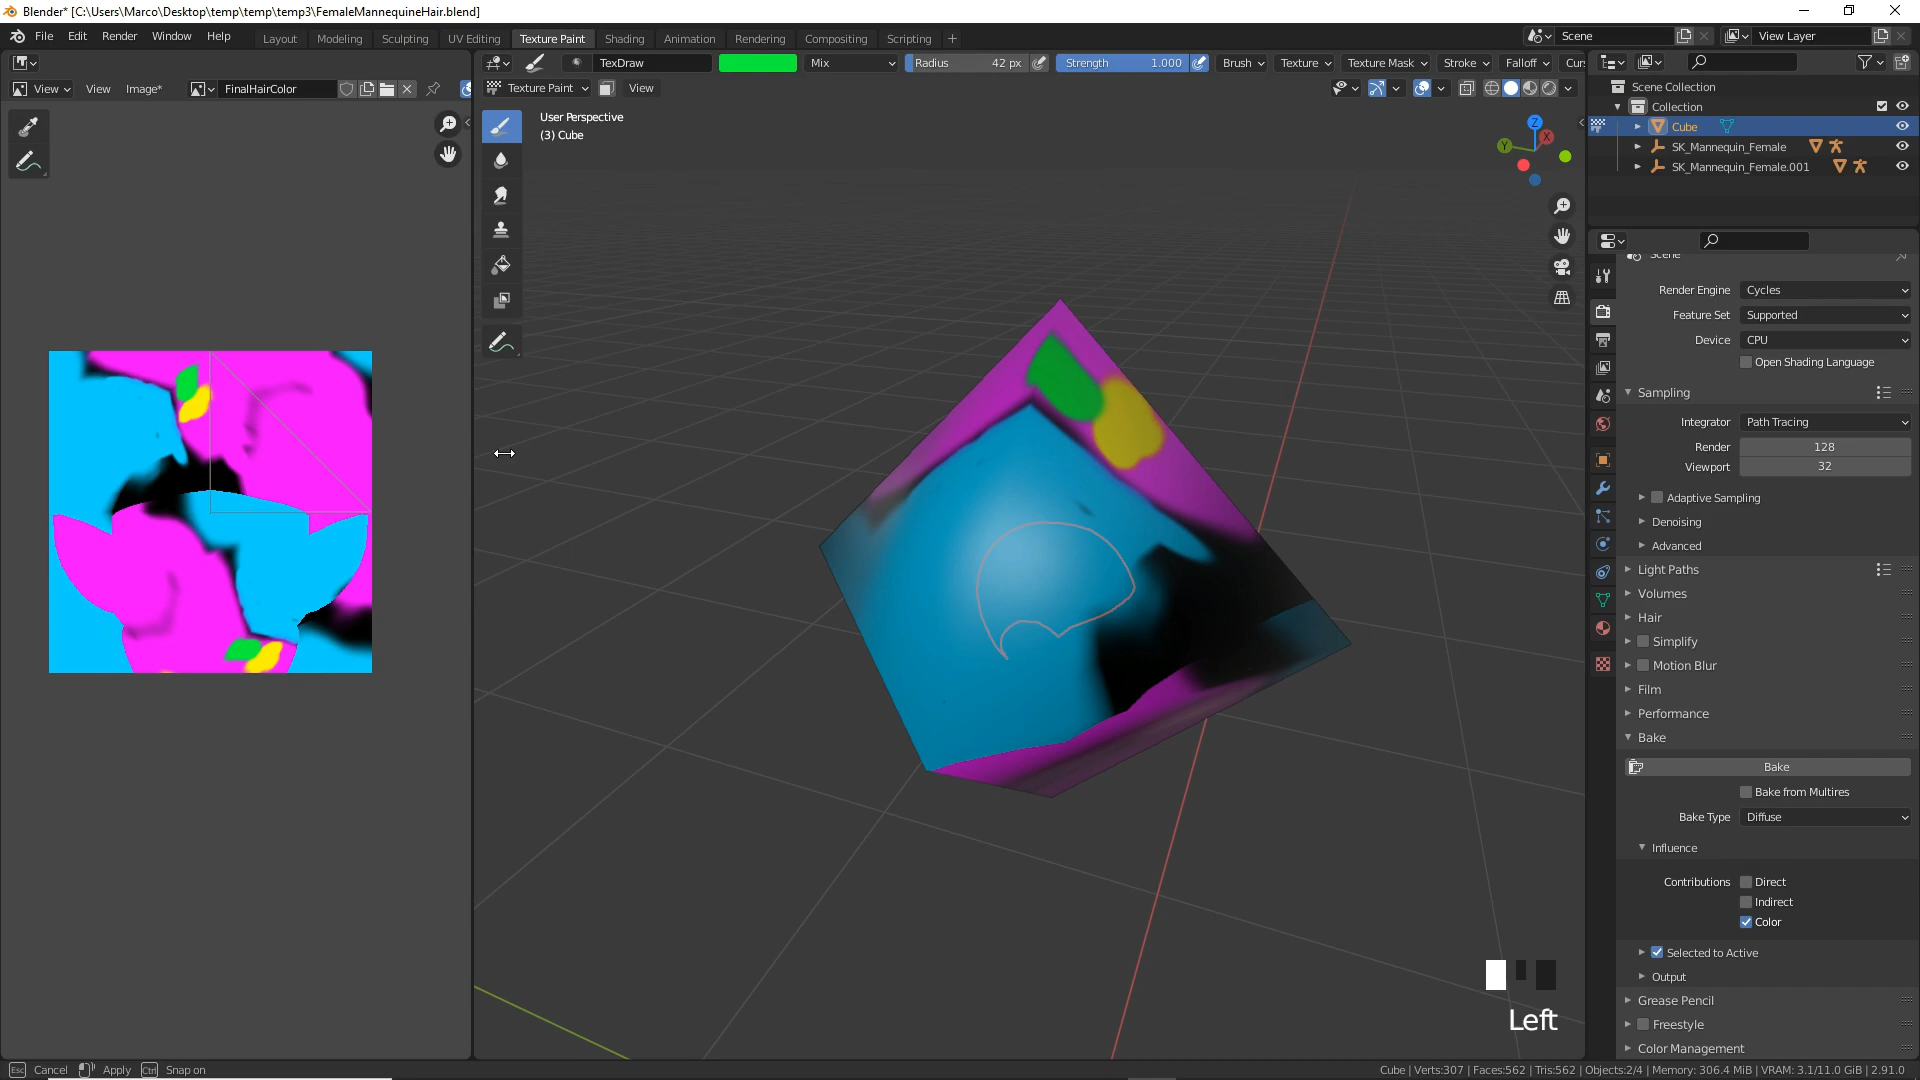 Blender* [C:\Users\Marco\Desktop\temp\temp\temp3\FemaleMannequineHair.blend]
File Edit Render Window Help
Layout Modeling Sculpting UV Editing Texture Paint Shading Animation Rendering Compositing Scripting +
Scene
View Layer
TexDraw
Mix
Radius 42 px
Strength 1.000
Brush Texture Texture Mask Stroke Falloff Cur
View View Image*
FinalHairColor
Texture Paint View
User Perspective
(3) Cube
Z
X
Y
Scene Collection
Collection
Cube
SK_Mannequin_Female
SK_Mannequin_Female.001
Scene
Render Engine Cycles
Feature Set Supported
Device CPU
Open Shading Language
Sampling
Integrator Path Tracing
Render 128
Viewport 32
Adaptive Sampling
Denoising
Advanced
Light Paths
Volumes
Hair
Simplify
Motion Blur
Film
Performance
Bake
Bake
Bake from Multires
Bake Type Diffuse
Influence
Contributions Direct
Indirect
Color
Selected to Active
Output
Grease Pencil
Freestyle
Color Management
Left
Esc Cancel Apply Ctrl Snap on
Cube | Verts:307 | Faces:562 | Tris:562 | Objects:2/4 | Memory: 306.4 MiB | VRAM: 3.1/11.0 GiB | 2.91.0